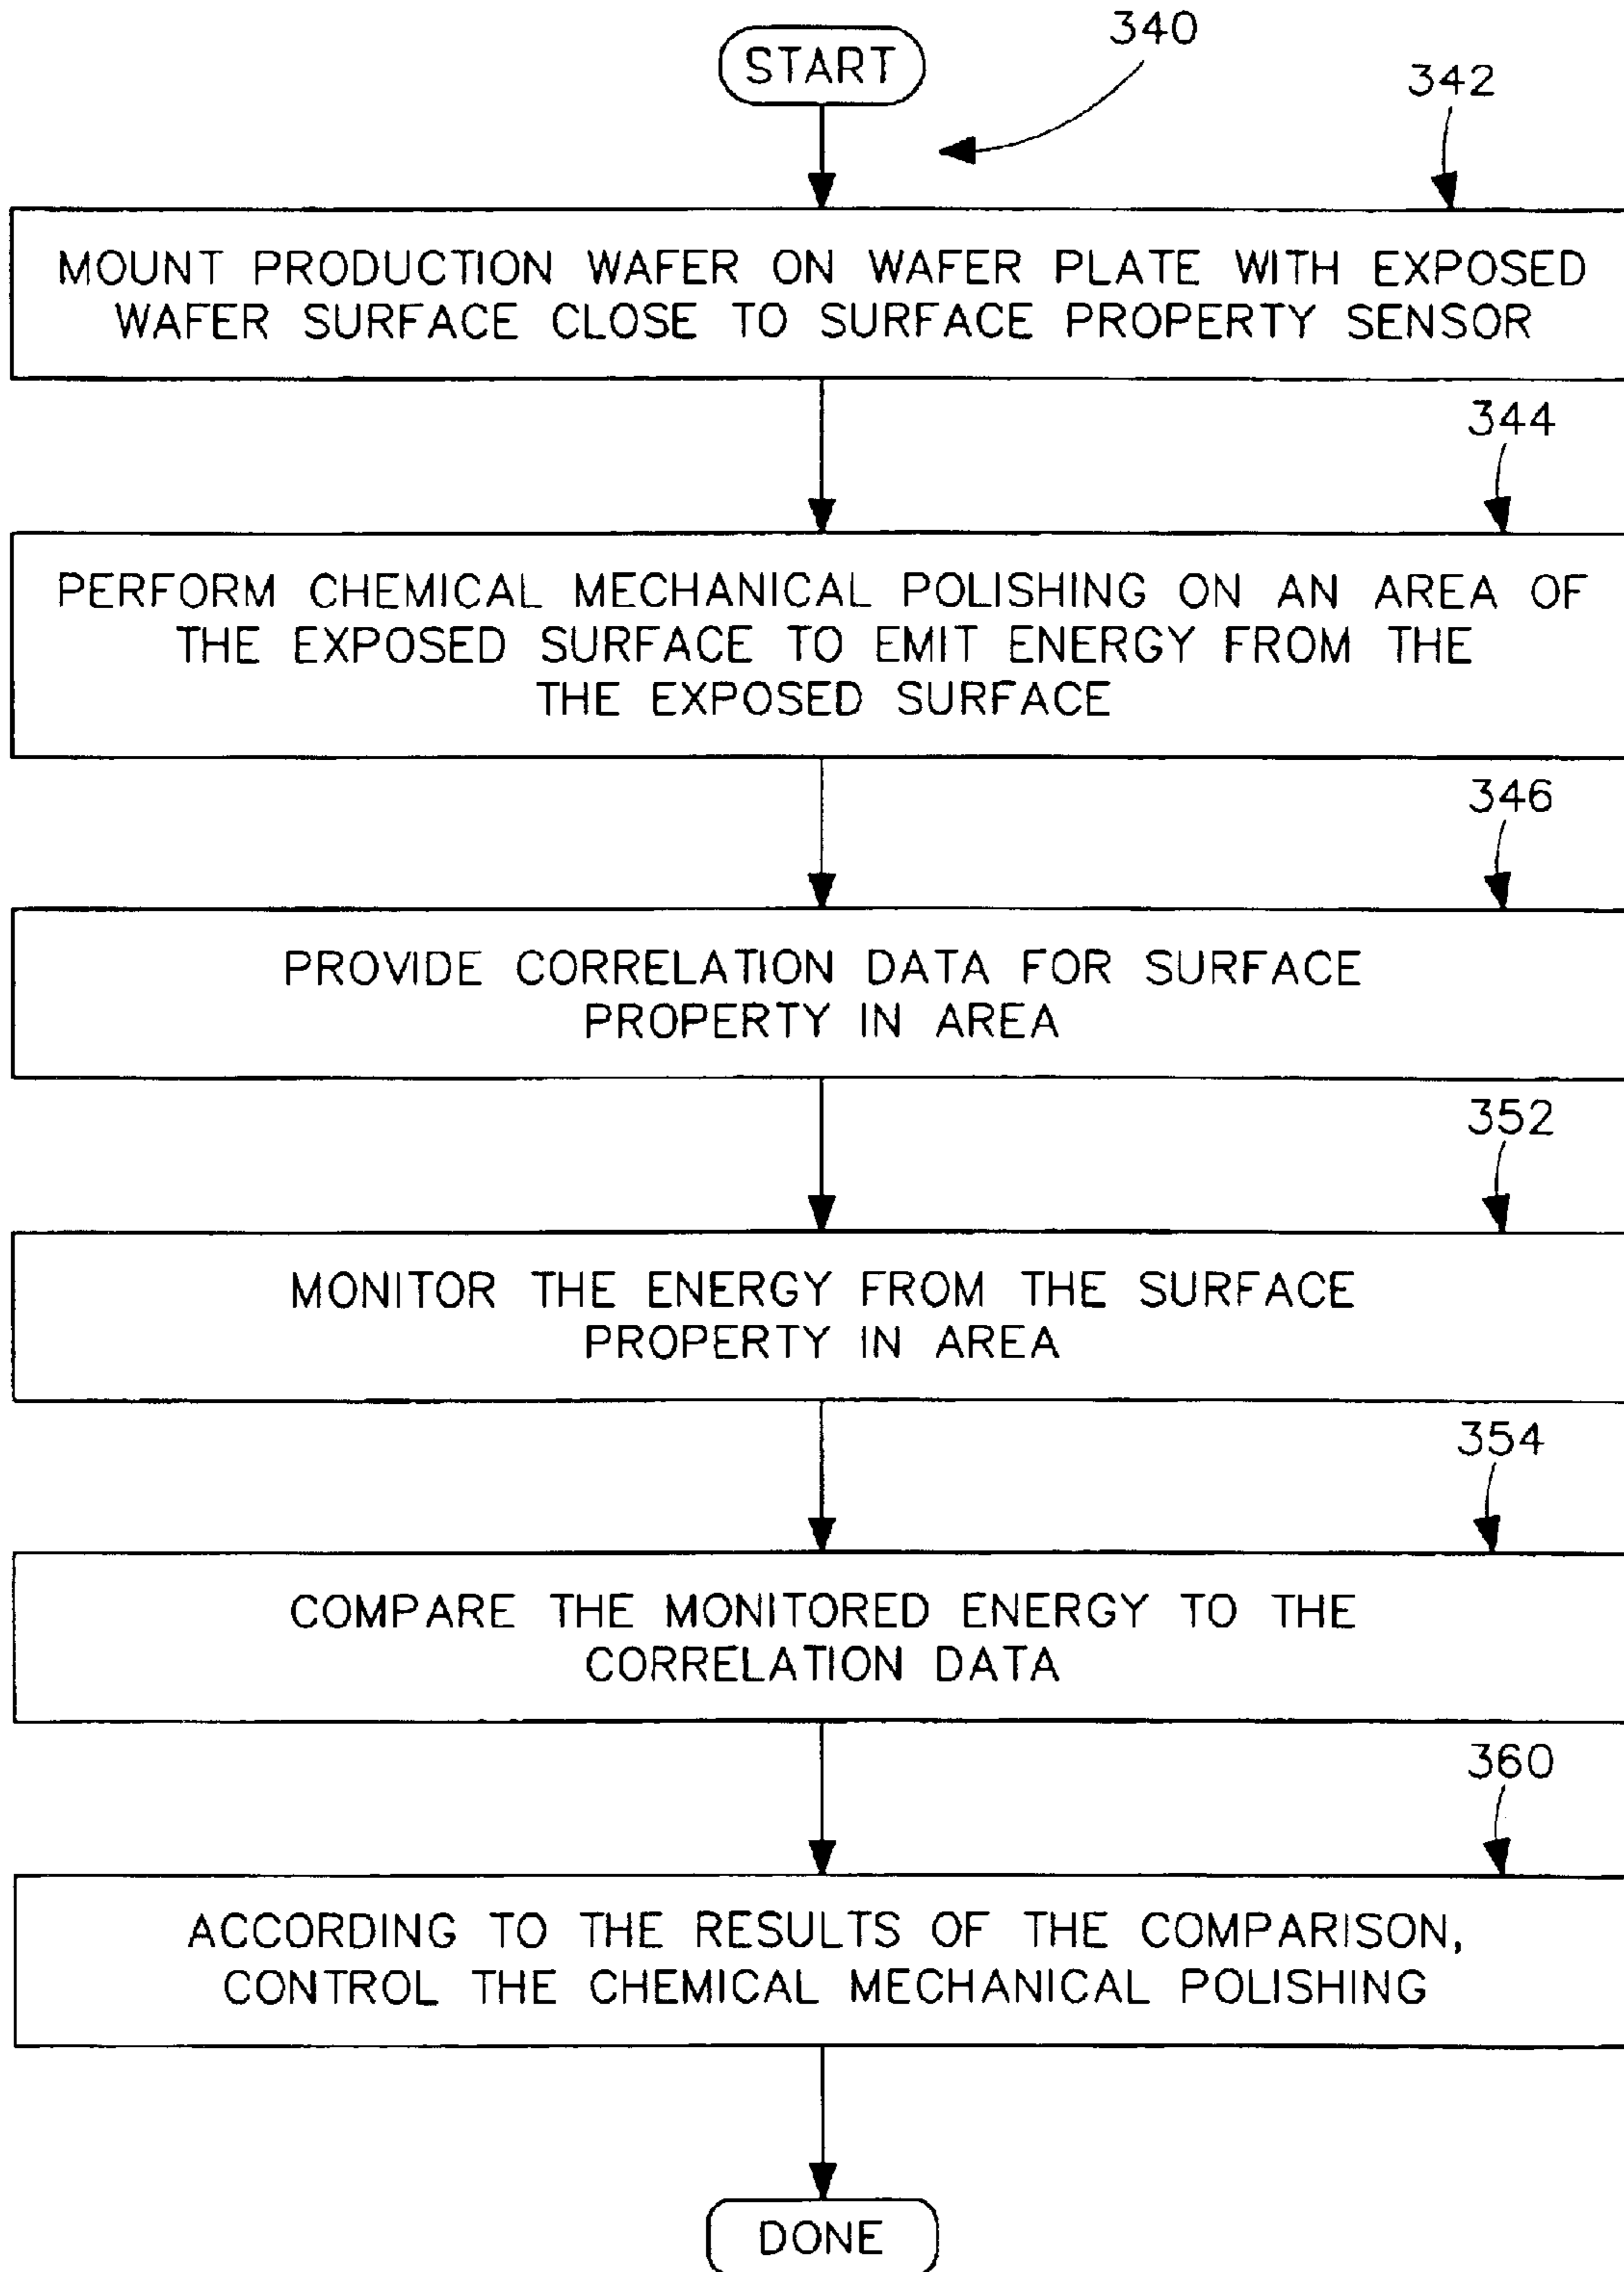 START
340
342
MOUNT PRODUCTION WAFER ON WAFER PLATE WITH EXPOSED
WAFER SURFACE CLOSE TO SURFACE PROPERTY SENSOR
344
PERFORM CHEMICAL MECHANICAL POLISHING ON AN AREA OF
THE EXPOSED SURFACE TO EMIT ENERGY FROM THE
THE EXPOSED SURFACE
346
PROVIDE CORRELATION DATA FOR SURFACE
PROPERTY IN AREA
352
MONITOR THE ENERGY FROM THE SURFACE
PROPERTY IN AREA
354
COMPARE THE MONITORED ENERGY TO THE
CORRELATION DATA
360
ACCORDING TO THE RESULTS OF THE COMPARISON,
CONTROL THE CHEMICAL MECHANICAL POLISHING
DONE